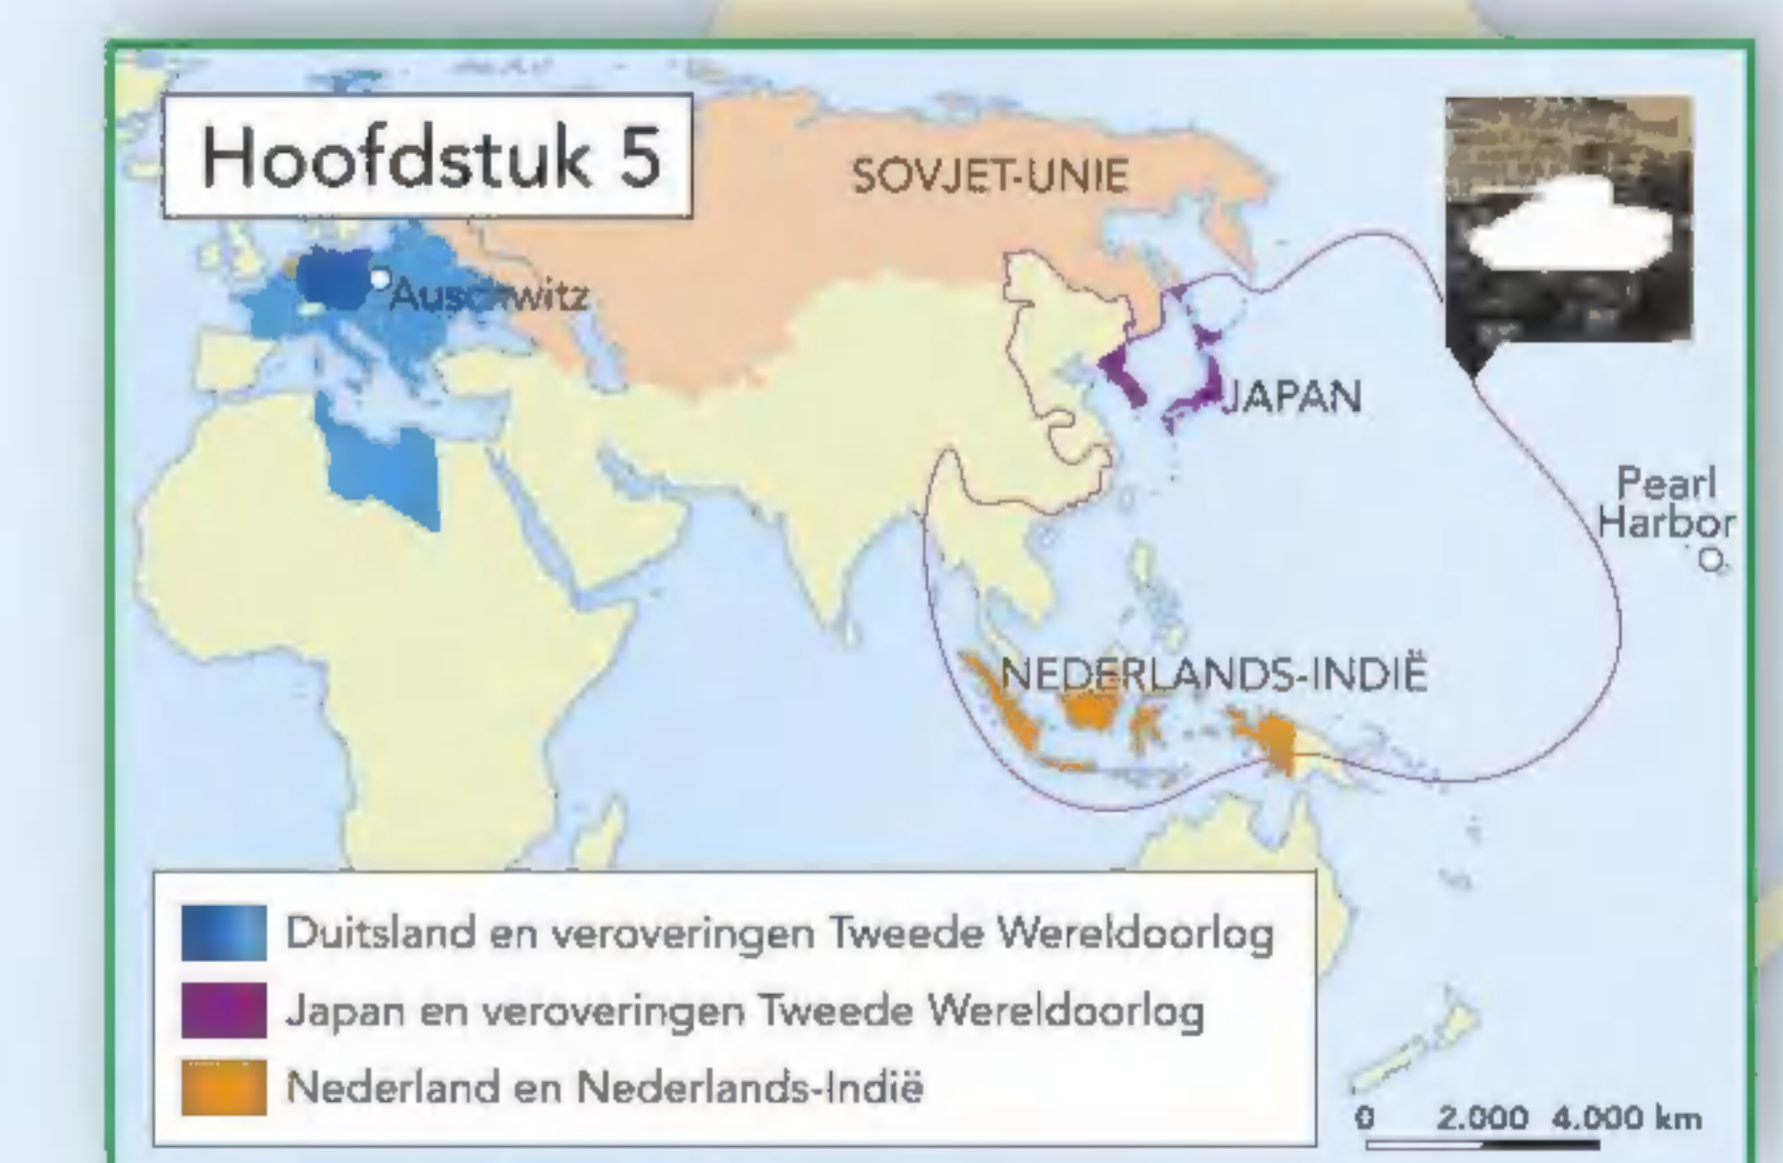 Hoofdstuk 5
SOVJET-UNIE
Auschwitz
JAPAN
Pearl
Harbor
NEDERLANDS-INDIË
Duitsland en veroveringen Tweede Wereldoorlog
Japan en veroveringen Tweede Wereldoorlog
Nederland en Nederlands-Indië
0 2.000 4.000 km